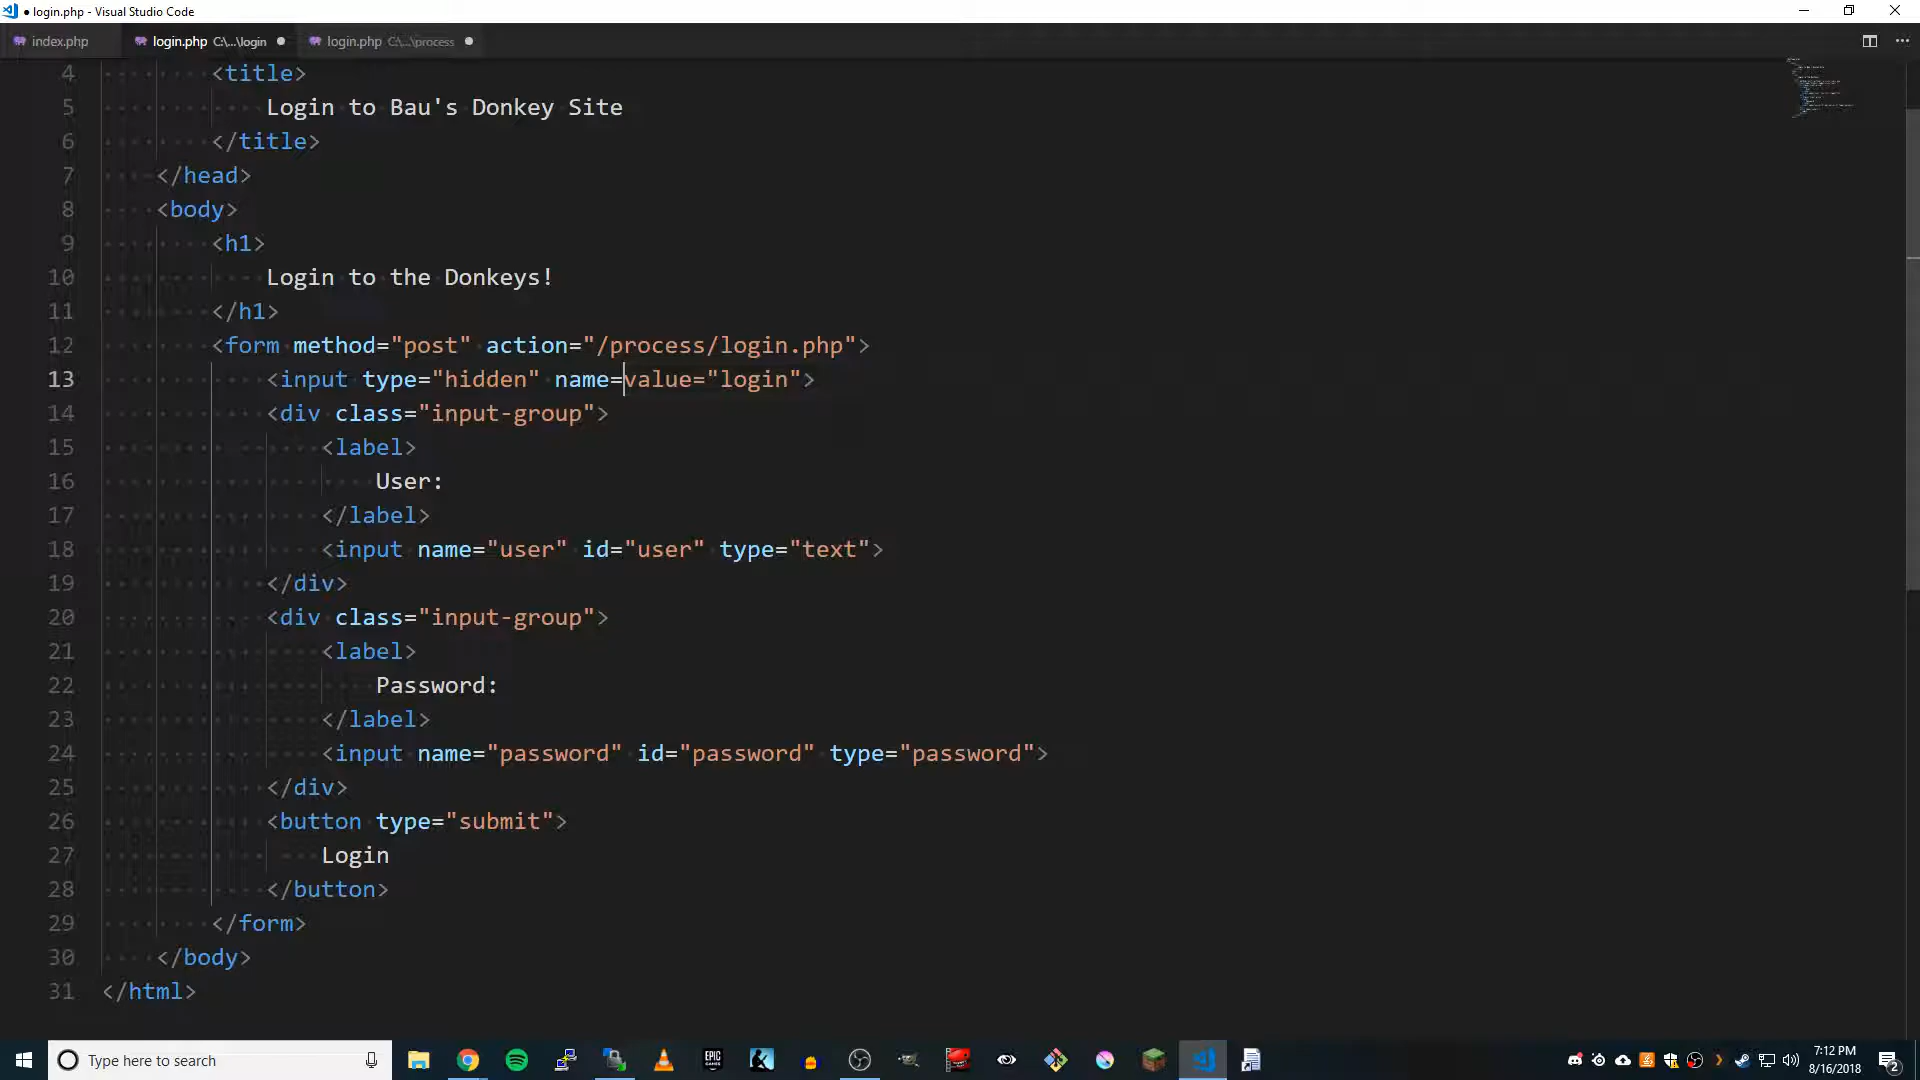 ● login.php - Visual Studio Code
index.php
login.php C:\...\login ●
login.php C:\...\process ●
4 <title>
5 Login to Bau's Donkey Site
6 </title>
7 </head>
8 <body>
9 <h1>
10 Login to the Donkeys!
11 </h1>
12 <form method="post" action="/process/login.php">
13 <input type="hidden" name=value="login">
14 <div class="input-group">
15 <label>
16 User:
17 </label>
18 <input name="user" id="user" type="text">
19 </div>
20 <div class="input-group">
21 <label>
22 Password:
23 </label>
24 <input name="password" id="password" type="password">
25 </div>
26 <button type="submit">
27 Login
28 </button>
29 </form>
30 </body>
31 </html>
Type here to search
EPIC GAMES
7:12 PM
8/16/2018
2